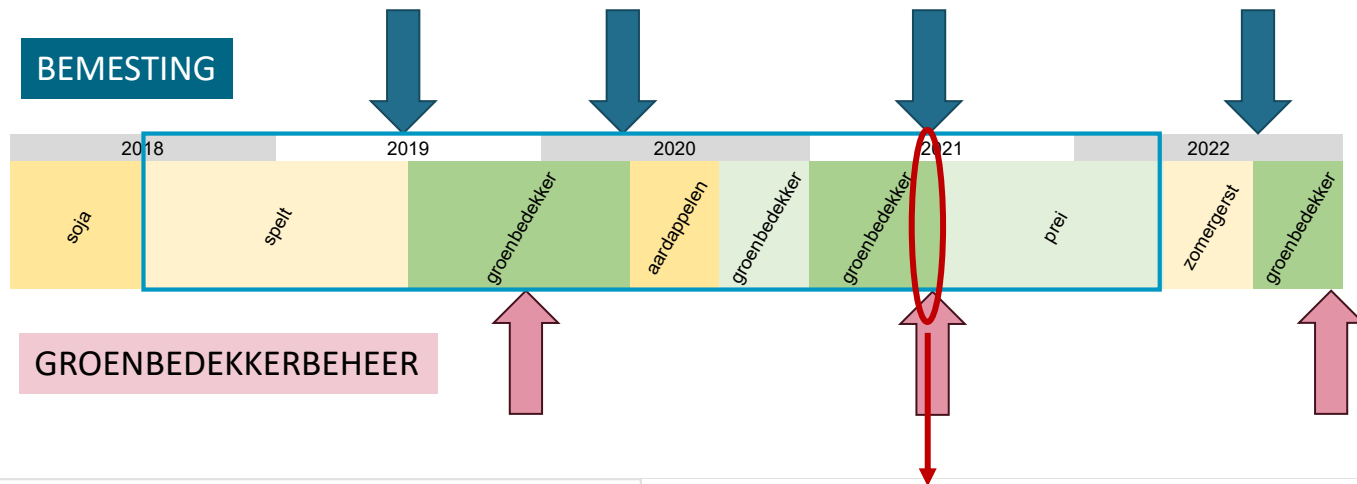 BEMESTING
2018
2019
2020
2021
2022
soja
spelt
groenbedekker
aardappelen
groenbedekker
groenbedekker
prei
zomergerst
groenbedekker
GROENBEDEKKERBEHEER